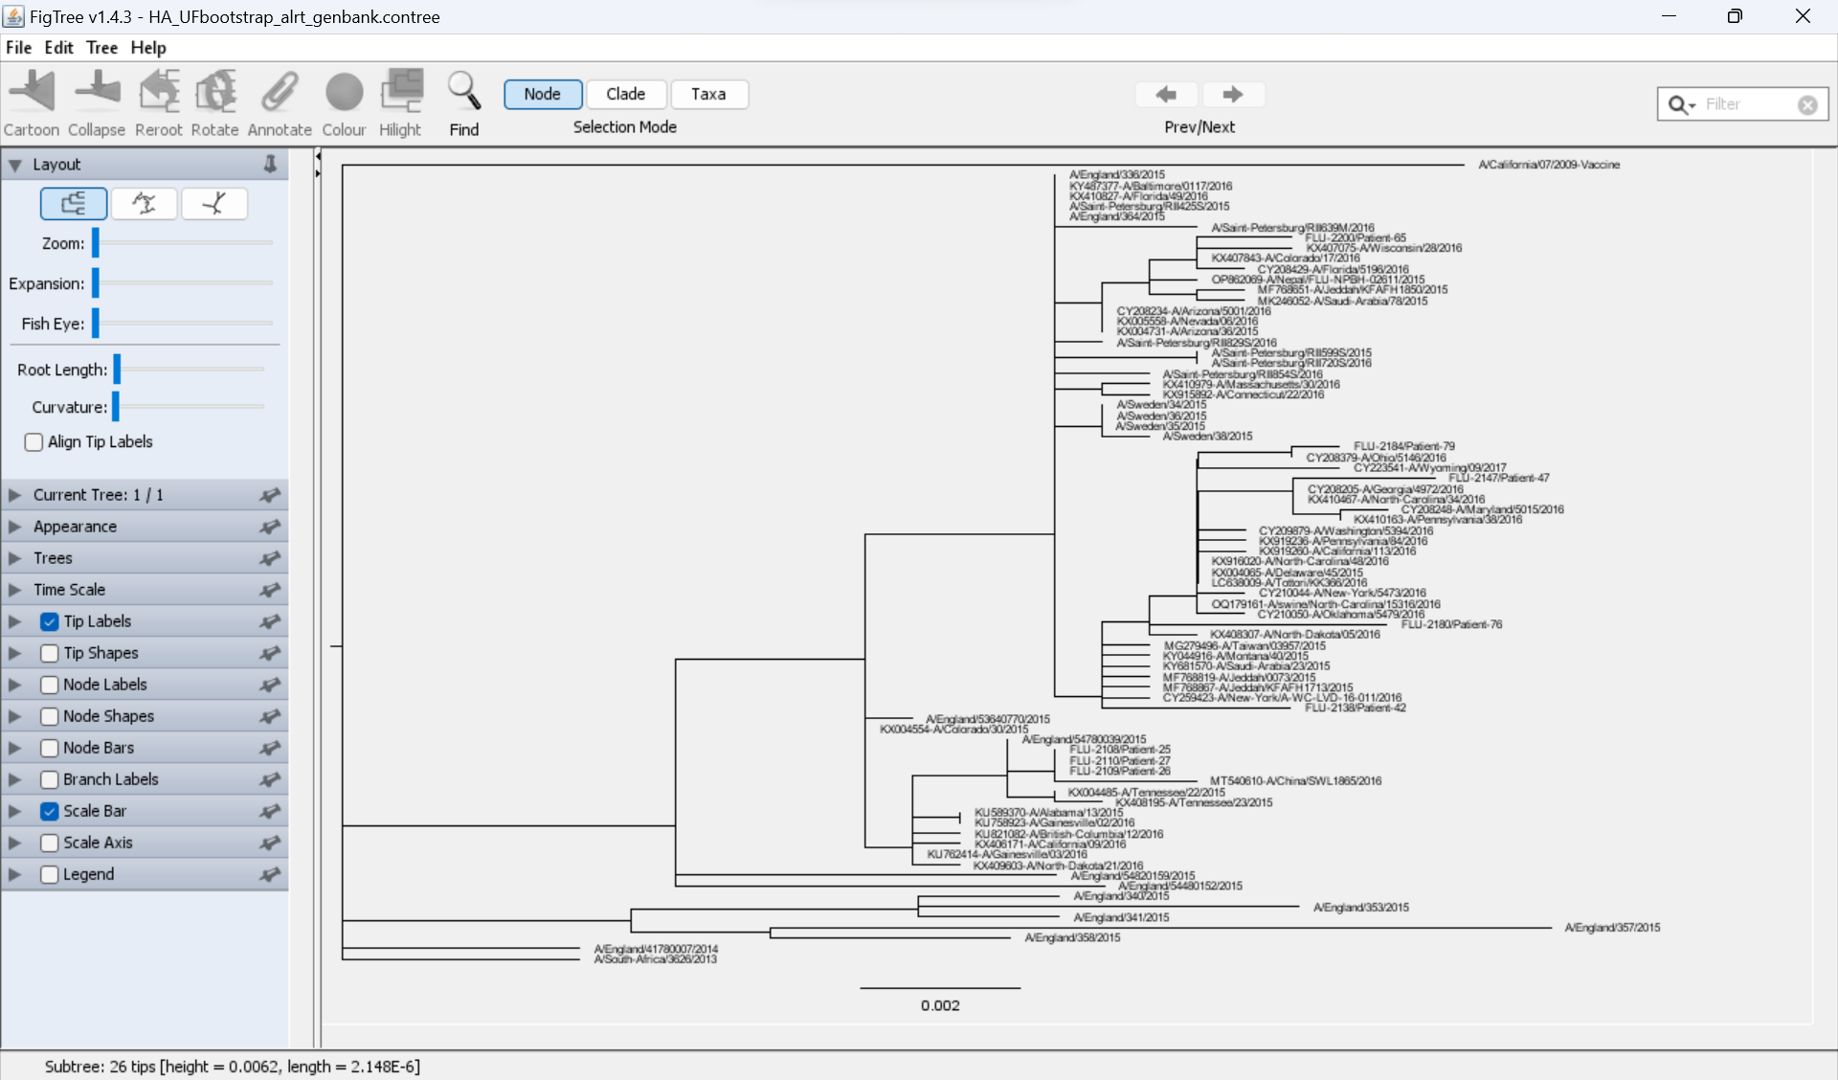 FigTree v1.4.3 - HA_UFbootstrap_alrt_genbank.contree
File Edit Tree Help
Cartoon Collapse Reroot Rotate Annotate Colour Hilight Find
Node Clade Taxa
Selection Mode
Prev/Next
Filter
Layout
Zoom:
Expansion:
Fish Eye:
Root Length:
Curvature:
Align Tip Labels
Current Tree: 1 / 1
Appearance
Trees
Time Scale
Tip Labels
Tip Shapes
Node Labels
Node Shapes
Node Bars
Branch Labels
Scale Bar
Scale Axis
Legend
A/California/07/2009-Vaccine
A/England/336/2015
KY487377-A/Baltimore/0117/2016
KX410827-A/Florida/49/2016
A/Saint-Petersburg/RII425S/2015
A/England/364/2015
A/Saint-Petersburg/RII639M/2016
FLU-2200/Patient-65
KX407075-A/Wisconsin/28/2016
KX407843-A/Colorado/17/2016
CY208429-A/Florida/5196/2016
OP862069-A/Nepal/FLU-NPBH-02611/2015
MF768651-A/Jeddah/KFAFH1850/2015
MK246052-A/Saudi-Arabia/78/2015
CY208234-A/Arizona/5001/2016
KX005558-A/Nevada/06/2016
KX004731-A/Arizona/36/2015
A/Saint-Petersburg/RII829S/2016
A/Saint-Petersburg/RII599S/2015
A/Saint-Petersburg/RII720S/2016
A/Saint-Petersburg/RII854S/2016
KX410979-A/Massachusetts/30/2016
KX915892-A/Connecticut/22/2016
A/Sweden/34/2015
A/Sweden/36/2015
A/Sweden/35/2015
A/Sweden/38/2015
FLU-2184/Patient-79
CY208379-A/Ohio/5146/2016
CY223541-A/Wyoming/09/2017
FLU-2147/Patient-47
CY208205-A/Georgia/4972/2016
KX410467-A/North-Carolina/34/2016
CY208248-A/Maryland/5015/2016
KX410163-A/Pennsylvania/38/2016
CY209879-A/Washington/5394/2016
KX919236-A/Pennsylvania/84/2016
KX919260-A/California/113/2016
KX916020-A/North-Carolina/48/2016
KX004065-A/Delaware/45/2015
LC638009-A/Tottori/KK366/2016
CY210044-A/New-York/5473/2016
OQ179161-A/swine/North-Carolina/15316/2016
CY210050-A/Oklahoma/5479/2016
FLU-2180/Patient-76
KX408307-A/North-Dakota/05/2016
MG279496-A/Taiwan/03957/2015
KY044916-A/Montana/40/2015
KY681570-A/Saudi-Arabia/23/2015
MF768819-A/Jeddah/0073/2015
MF768867-A/Jeddah/KFAFH1713/2015
CY259423-A/New-York/A-WC-LVD-16-011/2016
FLU-2138/Patient-42
A/England/53640770/2015
KX004554-A/Colorado/30/2015
A/England/54780039/2015
FLU-2108/Patient-25
FLU-2110/Patient-27
FLU-2109/Patient-26
MT540610-A/China/SWL1865/2016
KX004485-A/Tennessee/22/2015
KX408195-A/Tennessee/23/2015
KU589370-A/Alabama/13/2015
KU758923-A/Gainesville/02/2016
KU821082-A/British-Columbia/12/2016
KX406171-A/California/09/2016
KU762414-A/Gainesville/03/2016
KX409603-A/North-Dakota/21/2016
A/England/54820159/2015
A/England/54480152/2015
A/England/340/2015
A/England/353/2015
A/England/341/2015
A/England/357/2015
A/England/358/2015
A/England/41780007/2014
A/South-Africa/3626/2013
0.002
Subtree: 26 tips [height = 0.0062, length = 2.148E-6]